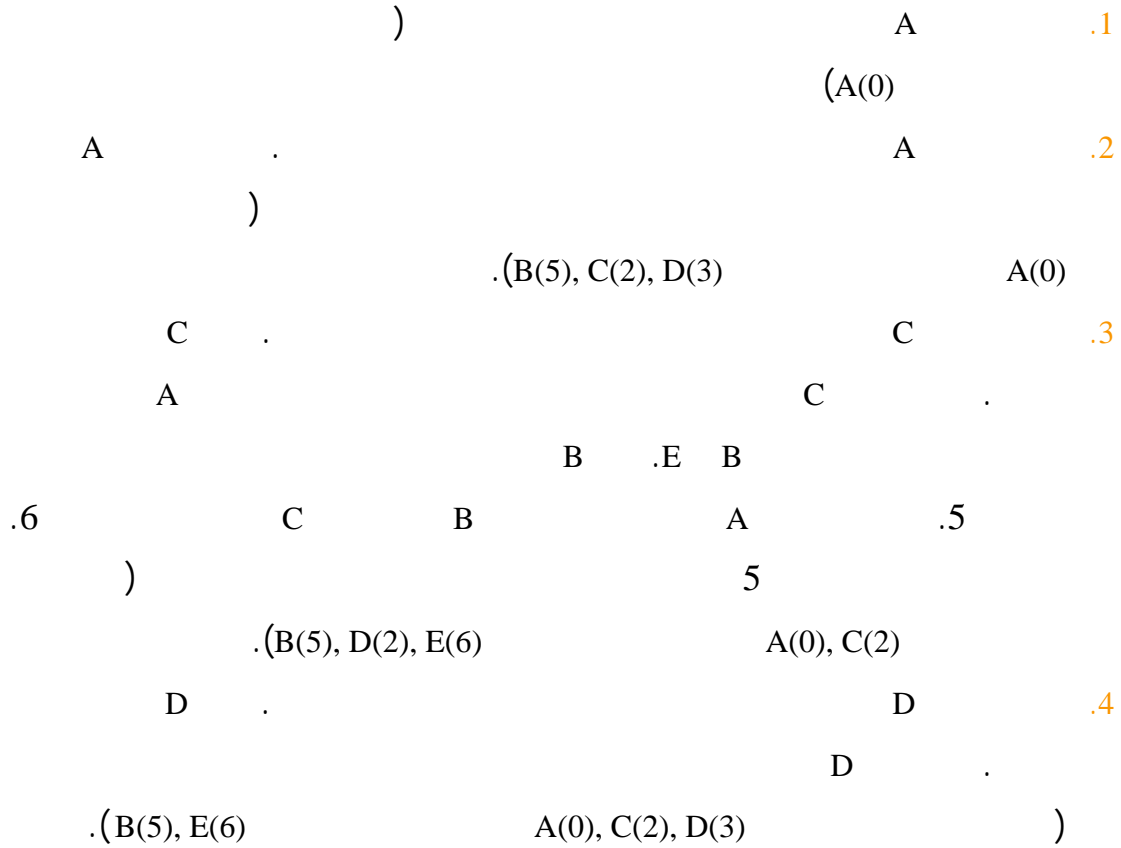 1. A (
A(0))
2. A . A
(
A(0) B(5), C(2), D(3)).
3. C . C
. C A
B E. B
5. A B C 6.
5 (
A(0), C(2) B(5), D(2), E(6)).
4. D . D
. D
( A(0), C(2), D(3) B(5), E(6)).